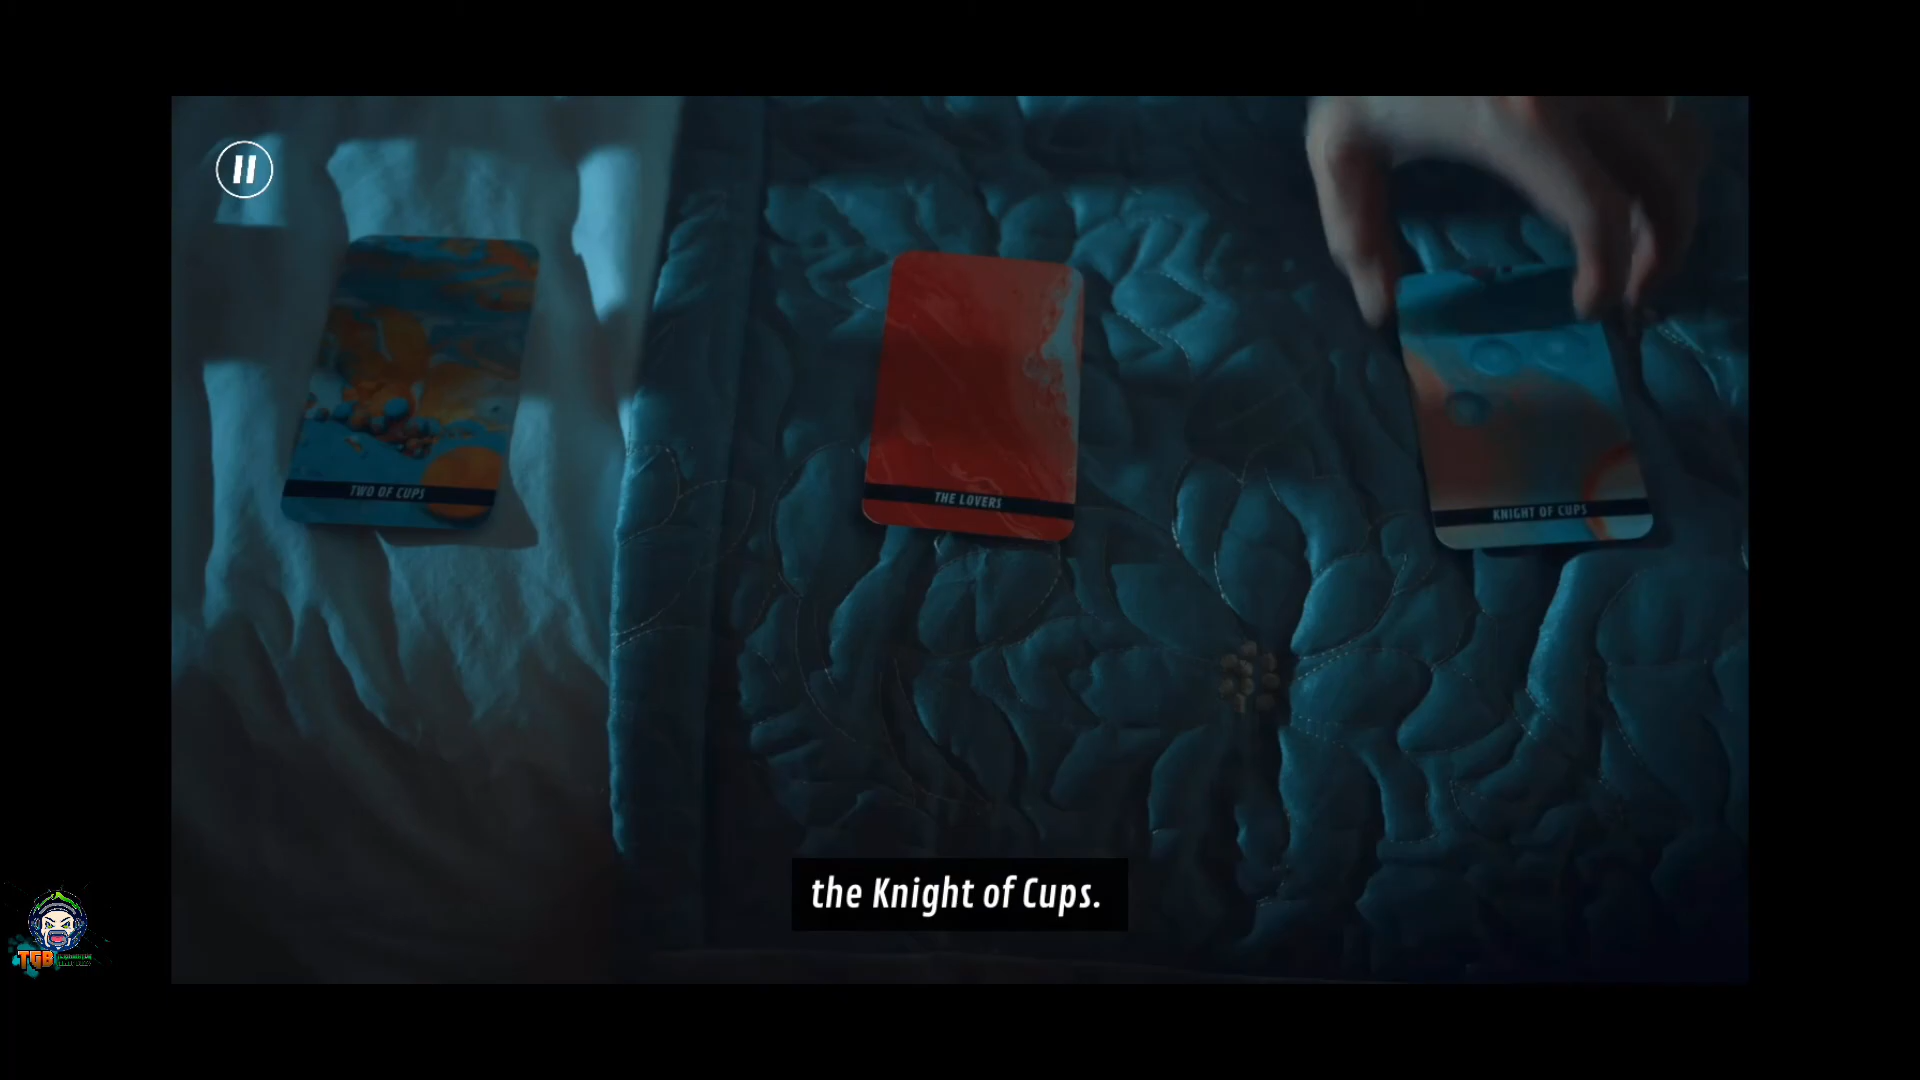 TWO OF CUPS
THE LOVERS
KNIGHT OF CUPS
the Knight of Cups.
TGB